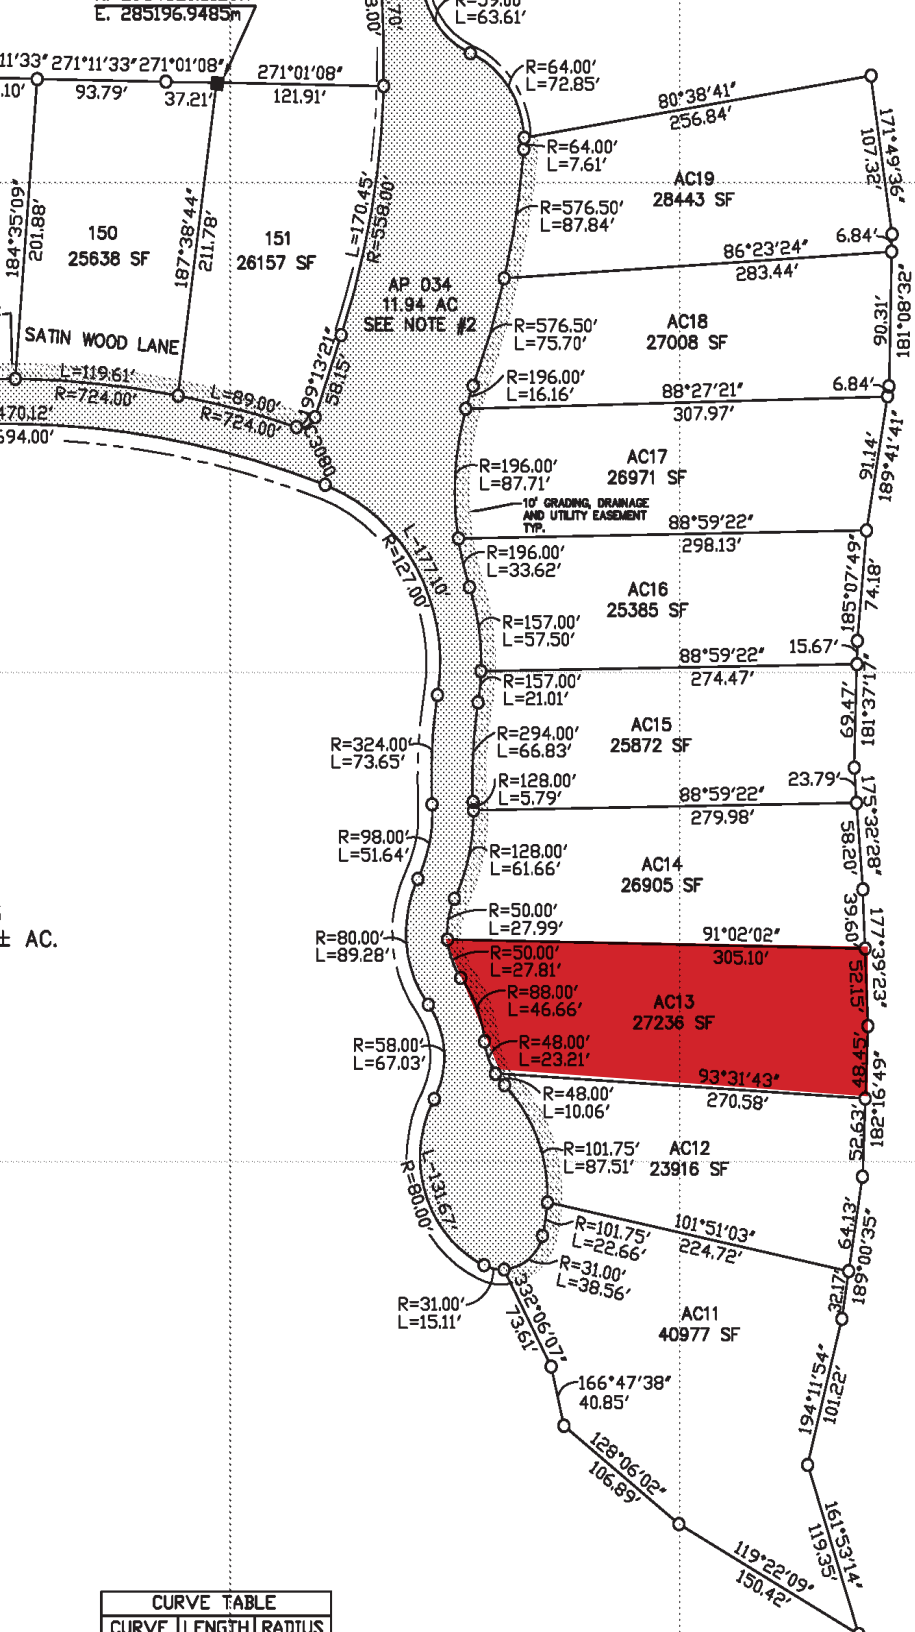 E. 285196.9485m
R=39.00'
L=63.61'
11'33"
271°11'33"
271°01'08"
271°01'08"
.10'
93.79'
37.21'
121.91'
R=64.00'
L=72.85'
80°38'41"
256.84'
171°49'36"
107.32'
R=64.00'
L=7.61'
AC19
28443 SF
184°35'09"
201.88'
150
25638 SF
187°38'44"
211.78'
151
26157 SF
L=170.45'
R=558.00'
R=576.50'
L=87.84'
6.84'
86°23'24"
283.44'
AP 034
11.94 AC
SEE NOTE #2
181°08'32"
90.31'
SATIN WOOD LANE
R=576.50'
L=75.70'
AC18
27008 SF
L=119.61'
R=724.00'
L=89.00'
R=724.00'
199°13'21"
58.15'
C3080
R=196.00'
L=16.16'
88°27'21"
307.97'
6.84'
470.12'
694.00'
R=196.00'
L=87.71'
AC17
26971 SF
91.14'
189°41'41"
10' GRADING, DRAINAGE
AND UTILITY EASEMENT
TYP.
88°59'22"
298.13'
L=177.10'
R=127.00'
R=196.00'
L=33.62'
AC16
25385 SF
185°07'49"
74.18'
R=157.00'
L=57.50'
15.67'
88°59'22"
274.47'
R=157.00'
L=21.01'
69.47'
181°37'17"
R=324.00'
L=73.65'
R=294.00'
L=66.83'
AC15
25872 SF
R=128.00'
L=5.79'
88°59'22"
279.98'
23.79'
175°32'28"
58.20'
R=98.00'
L=51.64'
R=128.00'
L=61.66'
AC14
26905 SF
R=50.00'
L=27.99'
39.60'
177°39'23"
± AC.
R=80.00'
L=89.28'
91°02'02"
305.10'
R=50.00'
L=27.81'
52.15'
R=88.00'
L=46.66'
AC13
27236 SF
R=58.00'
L=67.03'
R=48.00'
L=23.21'
48.45'
182°16'49"
93°31'43"
270.58'
R=48.00'
L=10.06'
52.63'
R=101.75'
L=87.51'
AC12
23916 SF
L=131.67'
R=80.00'
R=101.75'
L=22.66'
101°51'03"
224.72'
64.13'
189°00'35"
R=31.00'
L=38.56'
32.17'
R=31.00'
L=15.11'
332°06'07"
73.61'
AC11
40977 SF
166°47'38"
40.85'
194°11'54"
101.22'
128°06'02"
106.89'
161°53'14"
119.35'
119°22'09"
150.42'
CURVE TABLE
CURVE LENGTH RADIUS